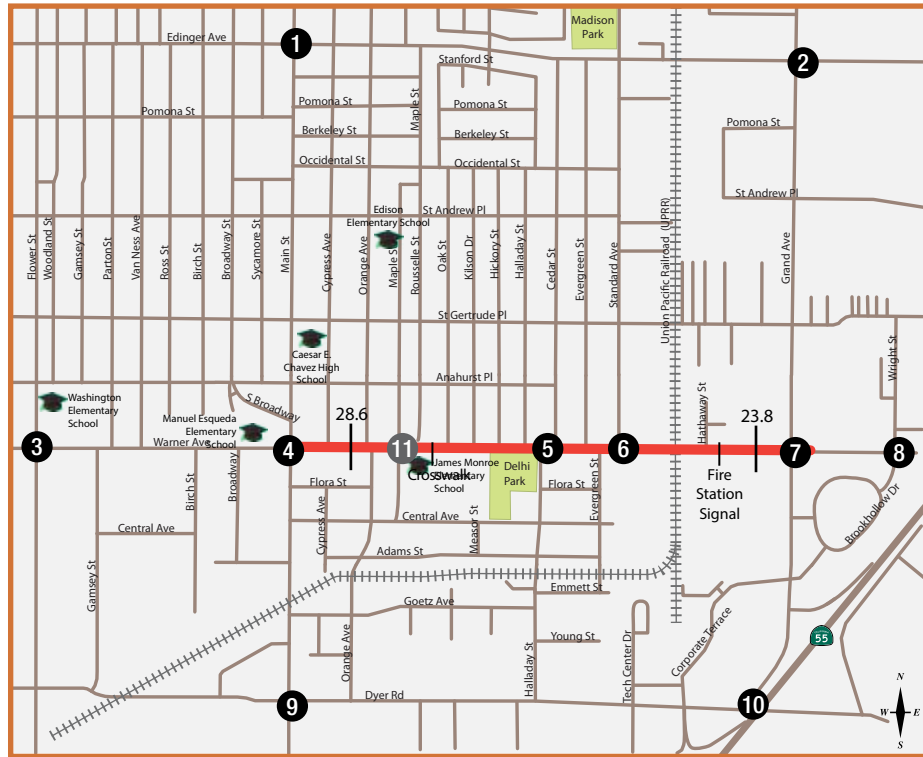 Madison
Park
Edinger Ave
1
Stanford St
2
Maple St
Pomona St
Pomona St
Pomona St
Pomona St
Berkeley St
Berkeley St
Occidental St
Occidental St
St Andrew Pl
Edison
Elementary School
St Andrew Pl
Flower St
Woodland St
Garnsey St
Parton St
Van Ness Ave
Ross St
Birch St
Broadway St
Sycamore St
Main St
Cypress Ave
Orange Ave
Maple St
Rousselle St
Oak St
Kilson Dr
Hickory St
Halladay St
Cedar St
Evergreen St
Standard Ave
Union Pacific Railroad (UPRR)
Grand Ave
St Gertrude Pl
Wright St
Caesar E.
Chavez High
School
Anahurst Pl
Hathaway St
Washington
Elementary
School
S Broadway
Manuel Esqueda
Elementary
School
28.6
23.8
3
Warner Ave
4
11
5
6
7
8
Crosswalk
James Monroe
Elementary
School
Delhi
Park
Fire
Station
Signal
Birch St
Broadway
Flora St
Flora St
Evergreen St
Brookhollow Dr
Central Ave
Cypress Ave
Central Ave
Measor St
Adams St
Garnsey St
Emmett St
Goetz Ave
Orange Ave
Young St
Halladay St
Tech Center Dr
Corporate Terrace
55
9
Dyer Rd
10
N
W
E
S